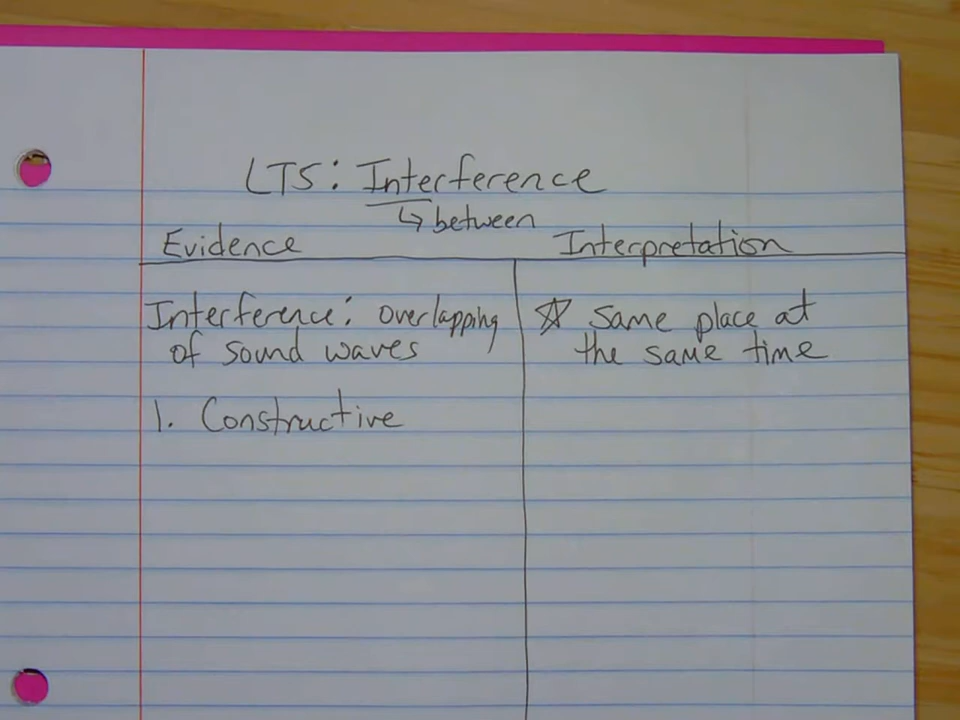 LTS: Interference
↳ between
Evidence
Interpretation
Interference: overlapping
of sound waves
☆ same place at
the same time
1. Constructive